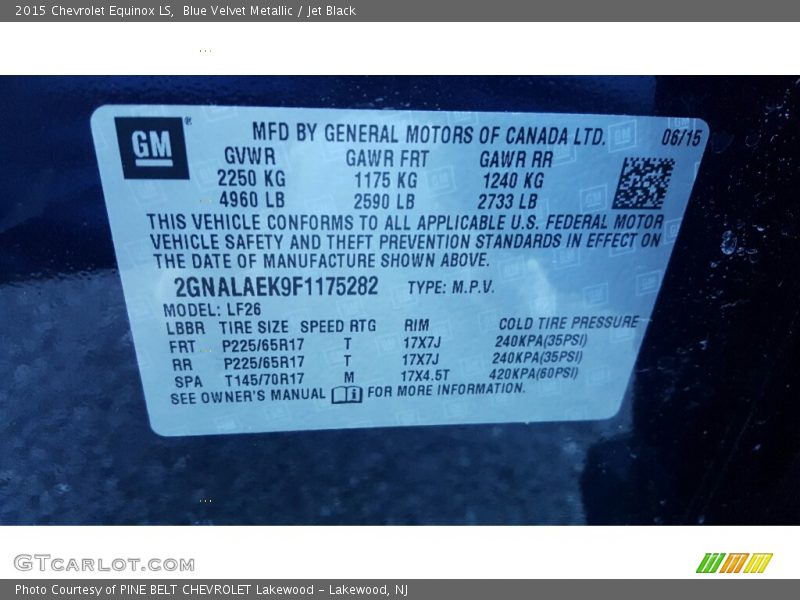 2015 Chevrolet Equinox LS,  Blue Velvet Metallic / Jet Black
GM®
MFD BY GENERAL MOTORS OF CANADA LTD. 06/15
GVWR GAWR FRT GAWR RR
2250 KG 1175 KG 1240 KG
4960 LB 2590 LB 2733 LB
THIS VEHICLE CONFORMS TO ALL APPLICABLE U.S. FEDERAL MOTOR
VEHICLE SAFETY AND THEFT PREVENTION STANDARDS IN EFFECT ON
THE DATE OF MANUFACTURE SHOWN ABOVE.
2GNALAEK9F1175282 TYPE: M.P.V.
MODEL: LF26
LBBR TIRE SIZE SPEED RTG RIM COLD TIRE PRESSURE
FRT P225/65R17 T 17X7J 240KPA(35PSI)
RR P225/65R17 T 17X7J 240KPA(35PSI)
SPA T145/70R17 M 17X4.5T 420KPA(60PSI)
SEE OWNER'S MANUAL FOR MORE INFORMATION.
GTCARLOT.COM
Photo Courtesy of PINE BELT CHEVROLET Lakewood - Lakewood, NJ